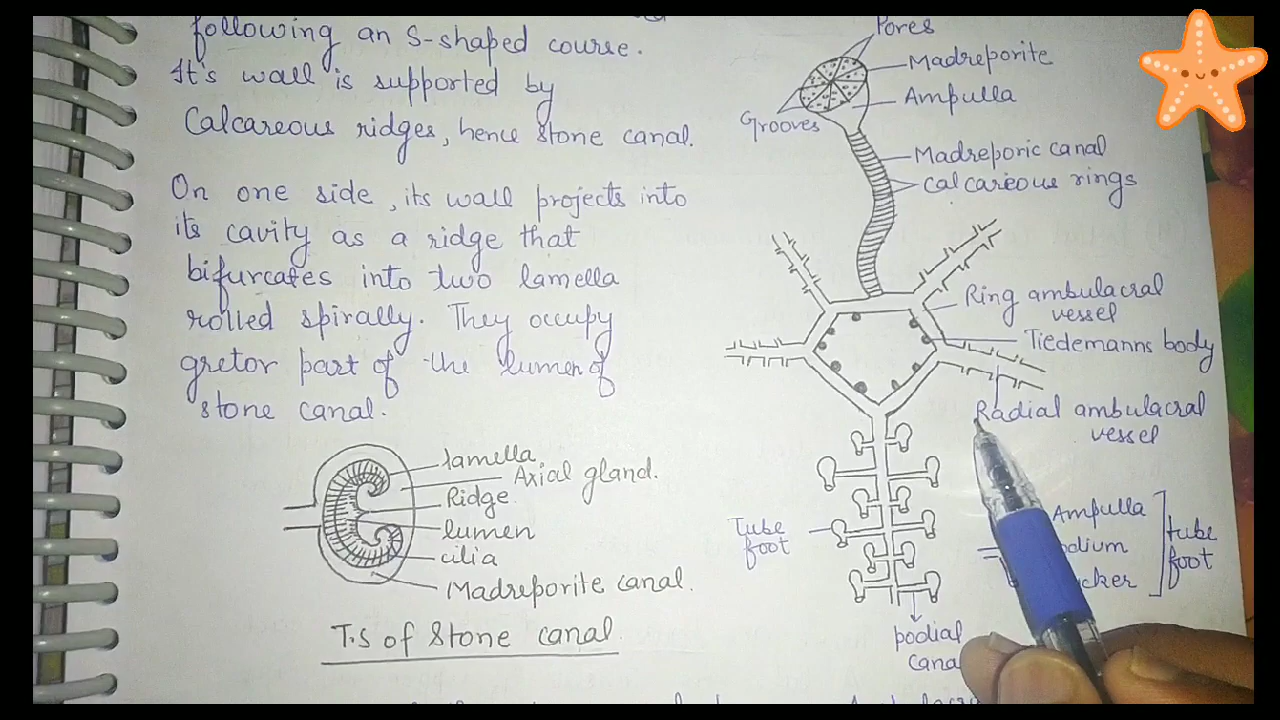 following an S-shaped course.
It's wall is supported by
Calcareous ridges, hence stone canal.
On one side, its wall projects into
its cavity as a ridge that
bifurcates into two lamella
rolled spirally. They occupy
gretor part of the lumen of
stone canal.
lamella
Axial gland.
Ridge
lumen
cilia
Madreporite canal.
T.S of Stone canal
Pores
Madreporite
Ampulla
Grooves
Madreporic canal
calcareous rings
Ring ambulacral
vessel
Tiedemanns body
Radial ambulacral
vessel
Tube
foot
Ampulla
tube
foot
podial